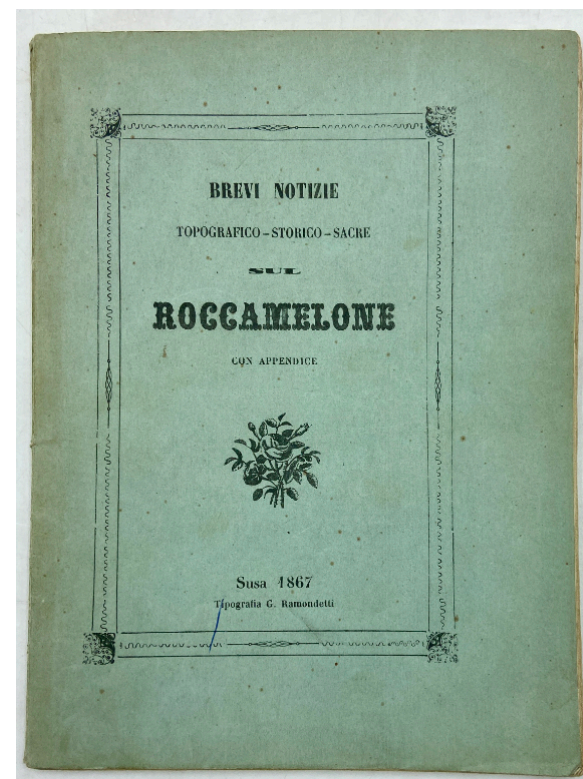 BREVI NOTIZIE
TOPOGRAFICO-STORICO-SACRE
SUL
ROCCAMELONE
CON APPENDICE
Susa 1867
Tipografia G. Ramondetti